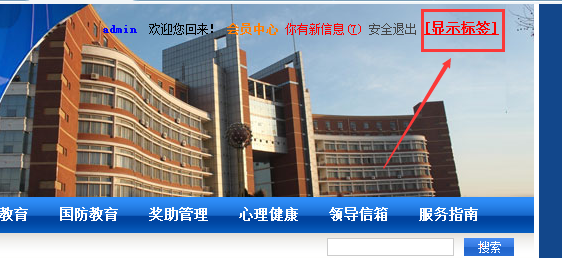 admin 欢迎您回来! 会员中心 你有新信息(7) 安全退出 [显示标签]
教育 国防教育 奖助管理 心理健康 领导信箱 服务指南
搜索